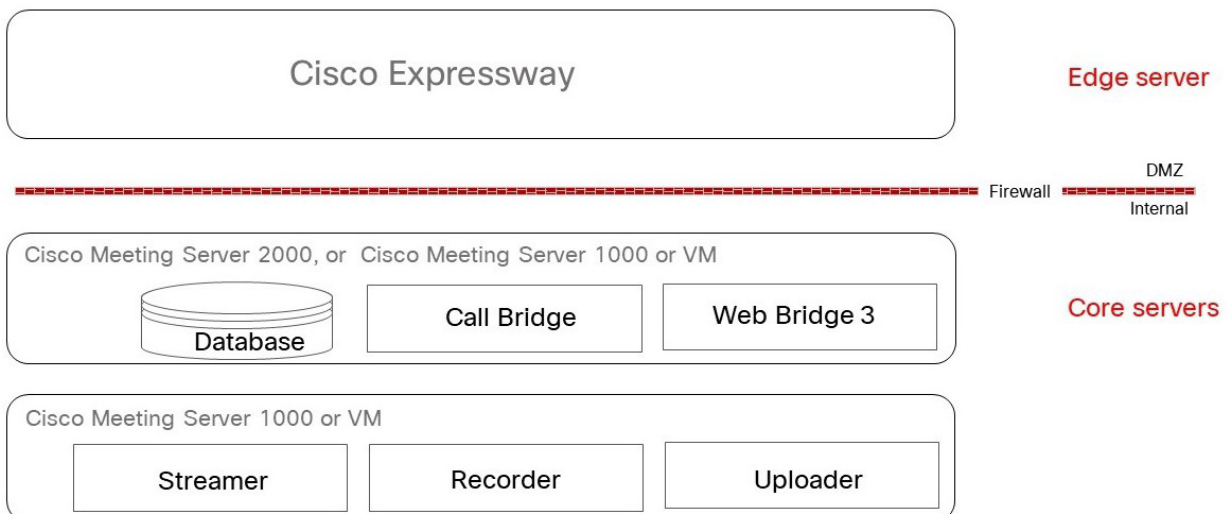 Cisco Expressway
Edge server
DMZ
Firewall
Internal
Cisco Meeting Server 2000, or Cisco Meeting Server 1000 or VM
Database
Call Bridge
Web Bridge 3
Core servers
Cisco Meeting Server 1000 or VM
Streamer
Recorder
Uploader